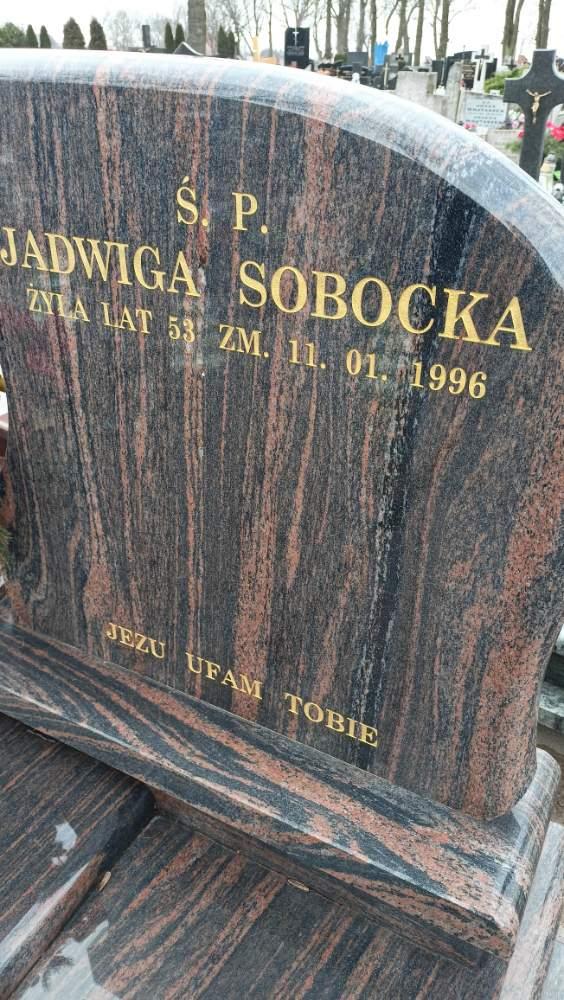 Ś. P.
JADWIGA SOBOCKA
ŻYŁA LAT 53 ZM. 11. 01. 1996
JEZU UFAM TOBIE